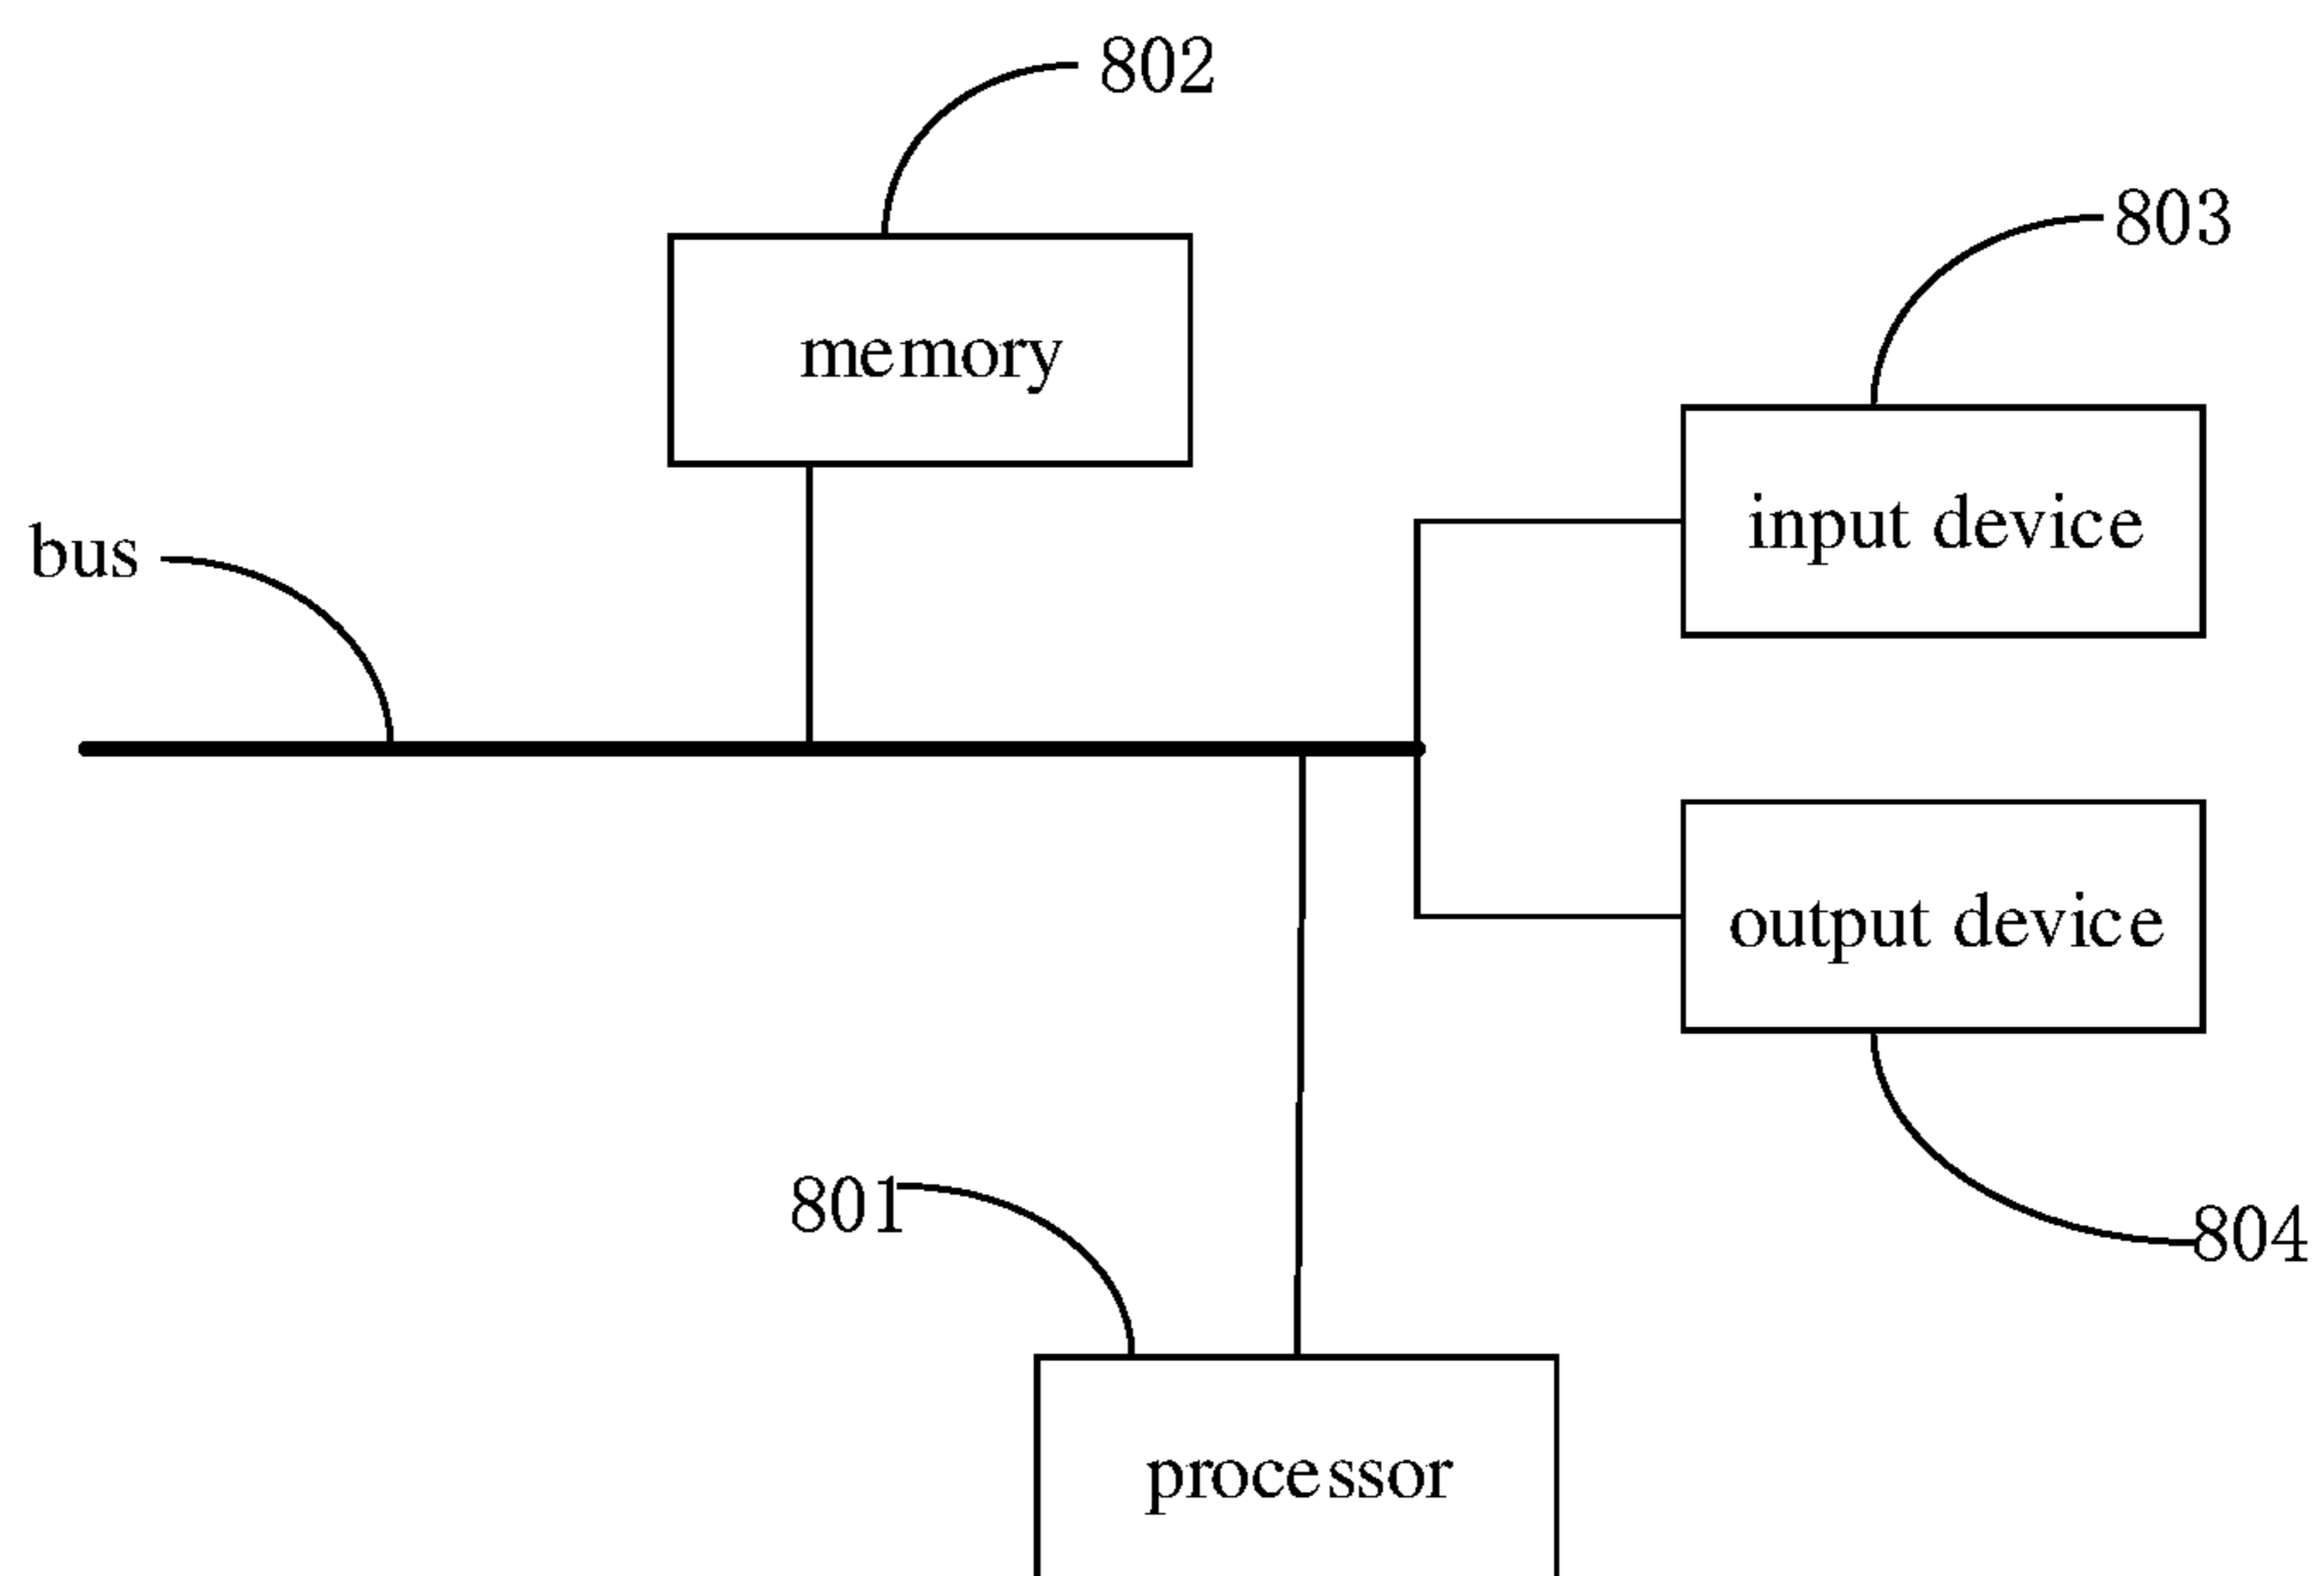 802
803
memory
input device
bus
output device
801
804
processor